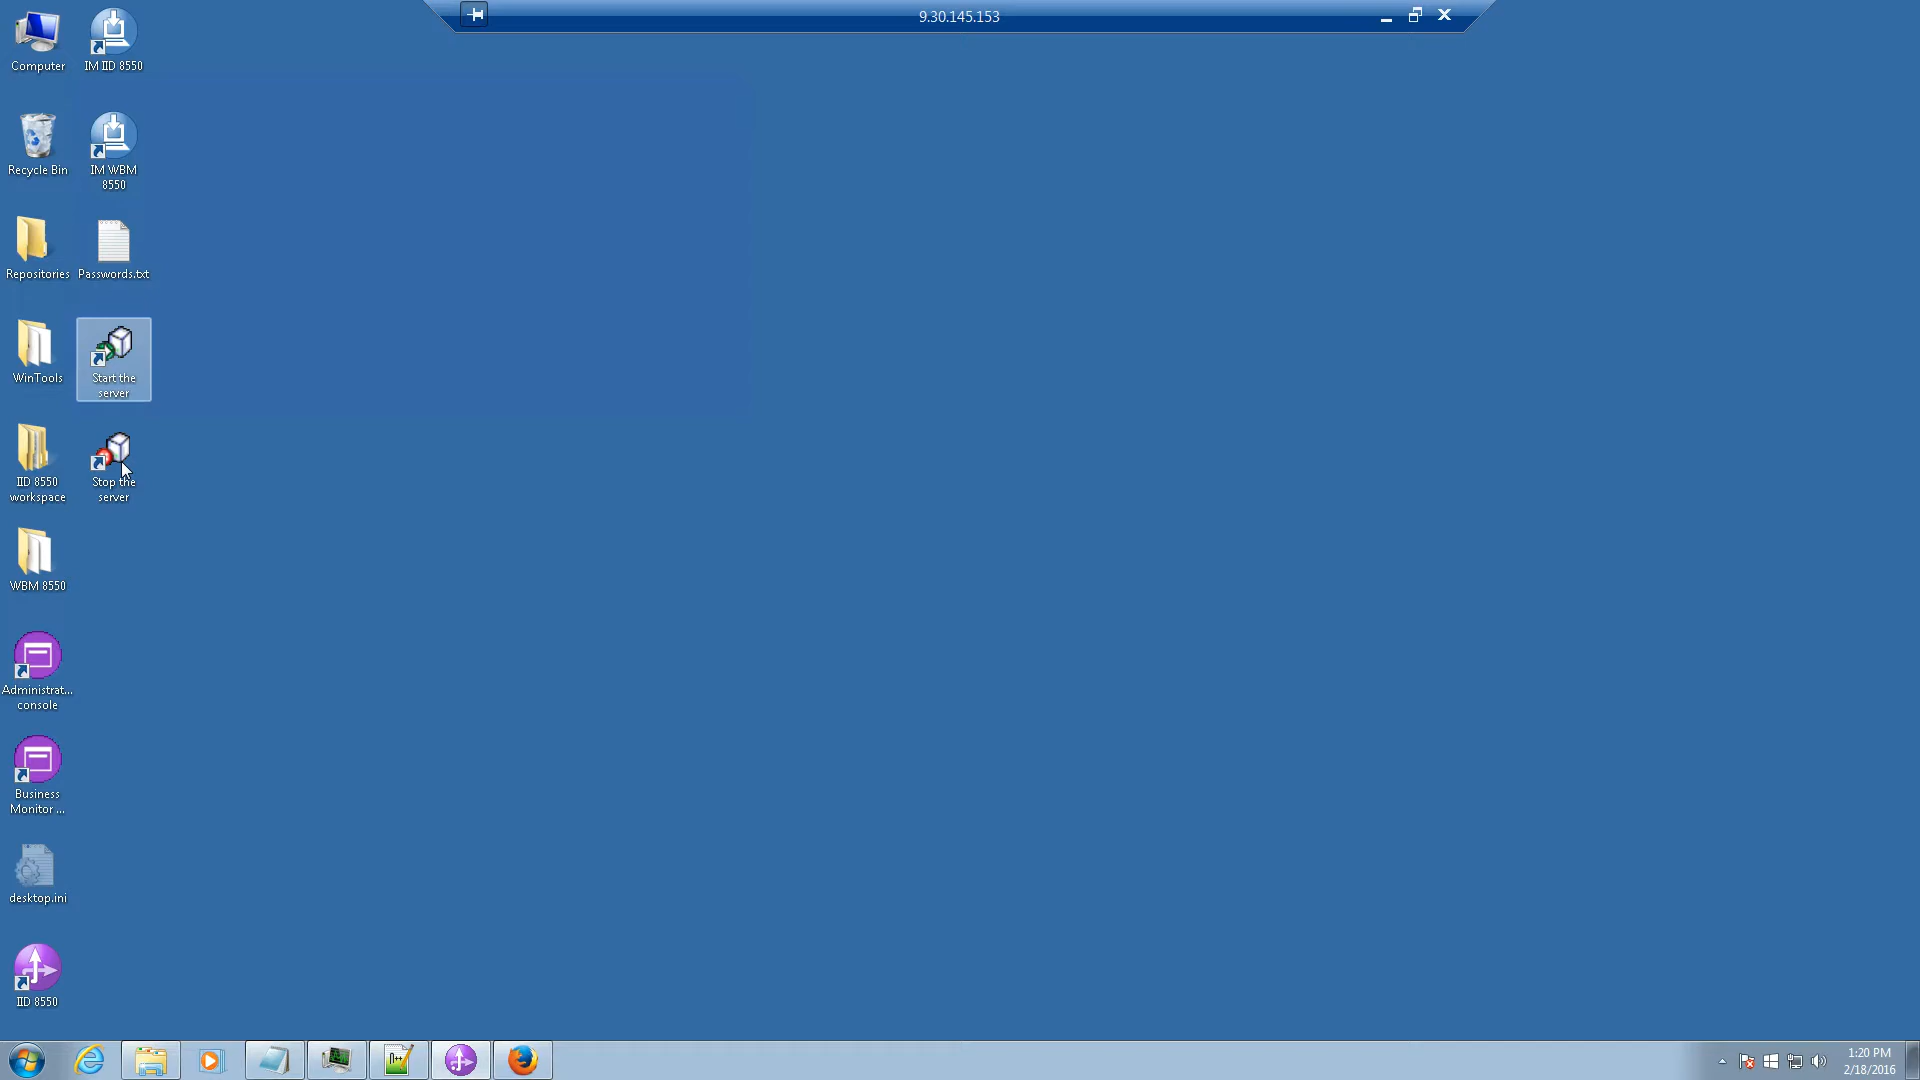 9.30.145.153
Computer
IM IID 8550
Recycle Bin
IM WBM
8550
Repositories
Passwords.txt
WinTools
Start the
server
IID 8550
workspace
Stop the
server
WBM 8550
Administrat...
console
Business
Monitor ...
desktop.ini
IID 8550
n++
1:20 PM
2/18/2016